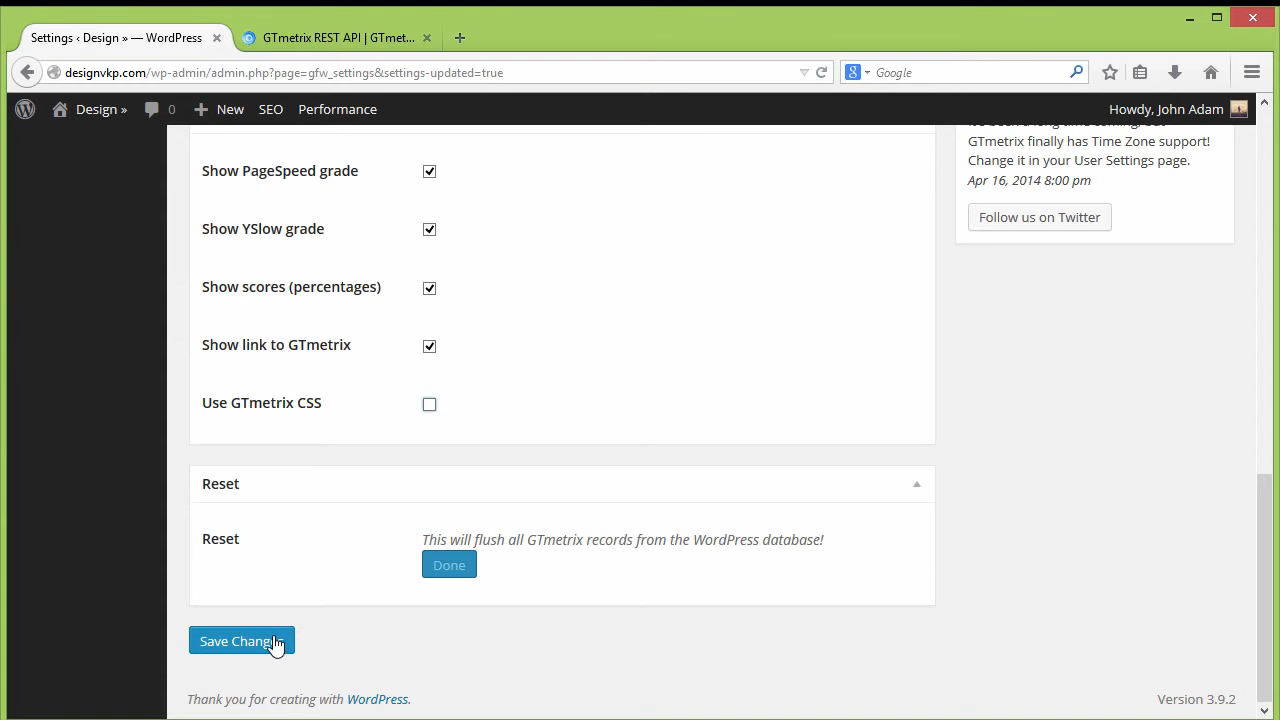 Settings ‹ Design » — WordPress
GTmetrix REST API | GTmet...
designvkp.com/wp-admin/admin.php?page=gfw_settings&settings-updated=true
Google
Design »
0
New
SEO
Performance
Howdy, John Adam
GTmetrix finally has Time Zone support!
Change it in your User Settings page.
Apr 16, 2014 8:00 pm
Follow us on Twitter
Show PageSpeed grade
Show YSlow grade
Show scores (percentages)
Show link to GTmetrix
Use GTmetrix CSS
Reset
Reset
This will flush all GTmetrix records from the WordPress database!
Done
Save Changes
Thank you for creating with WordPress.
Version 3.9.2